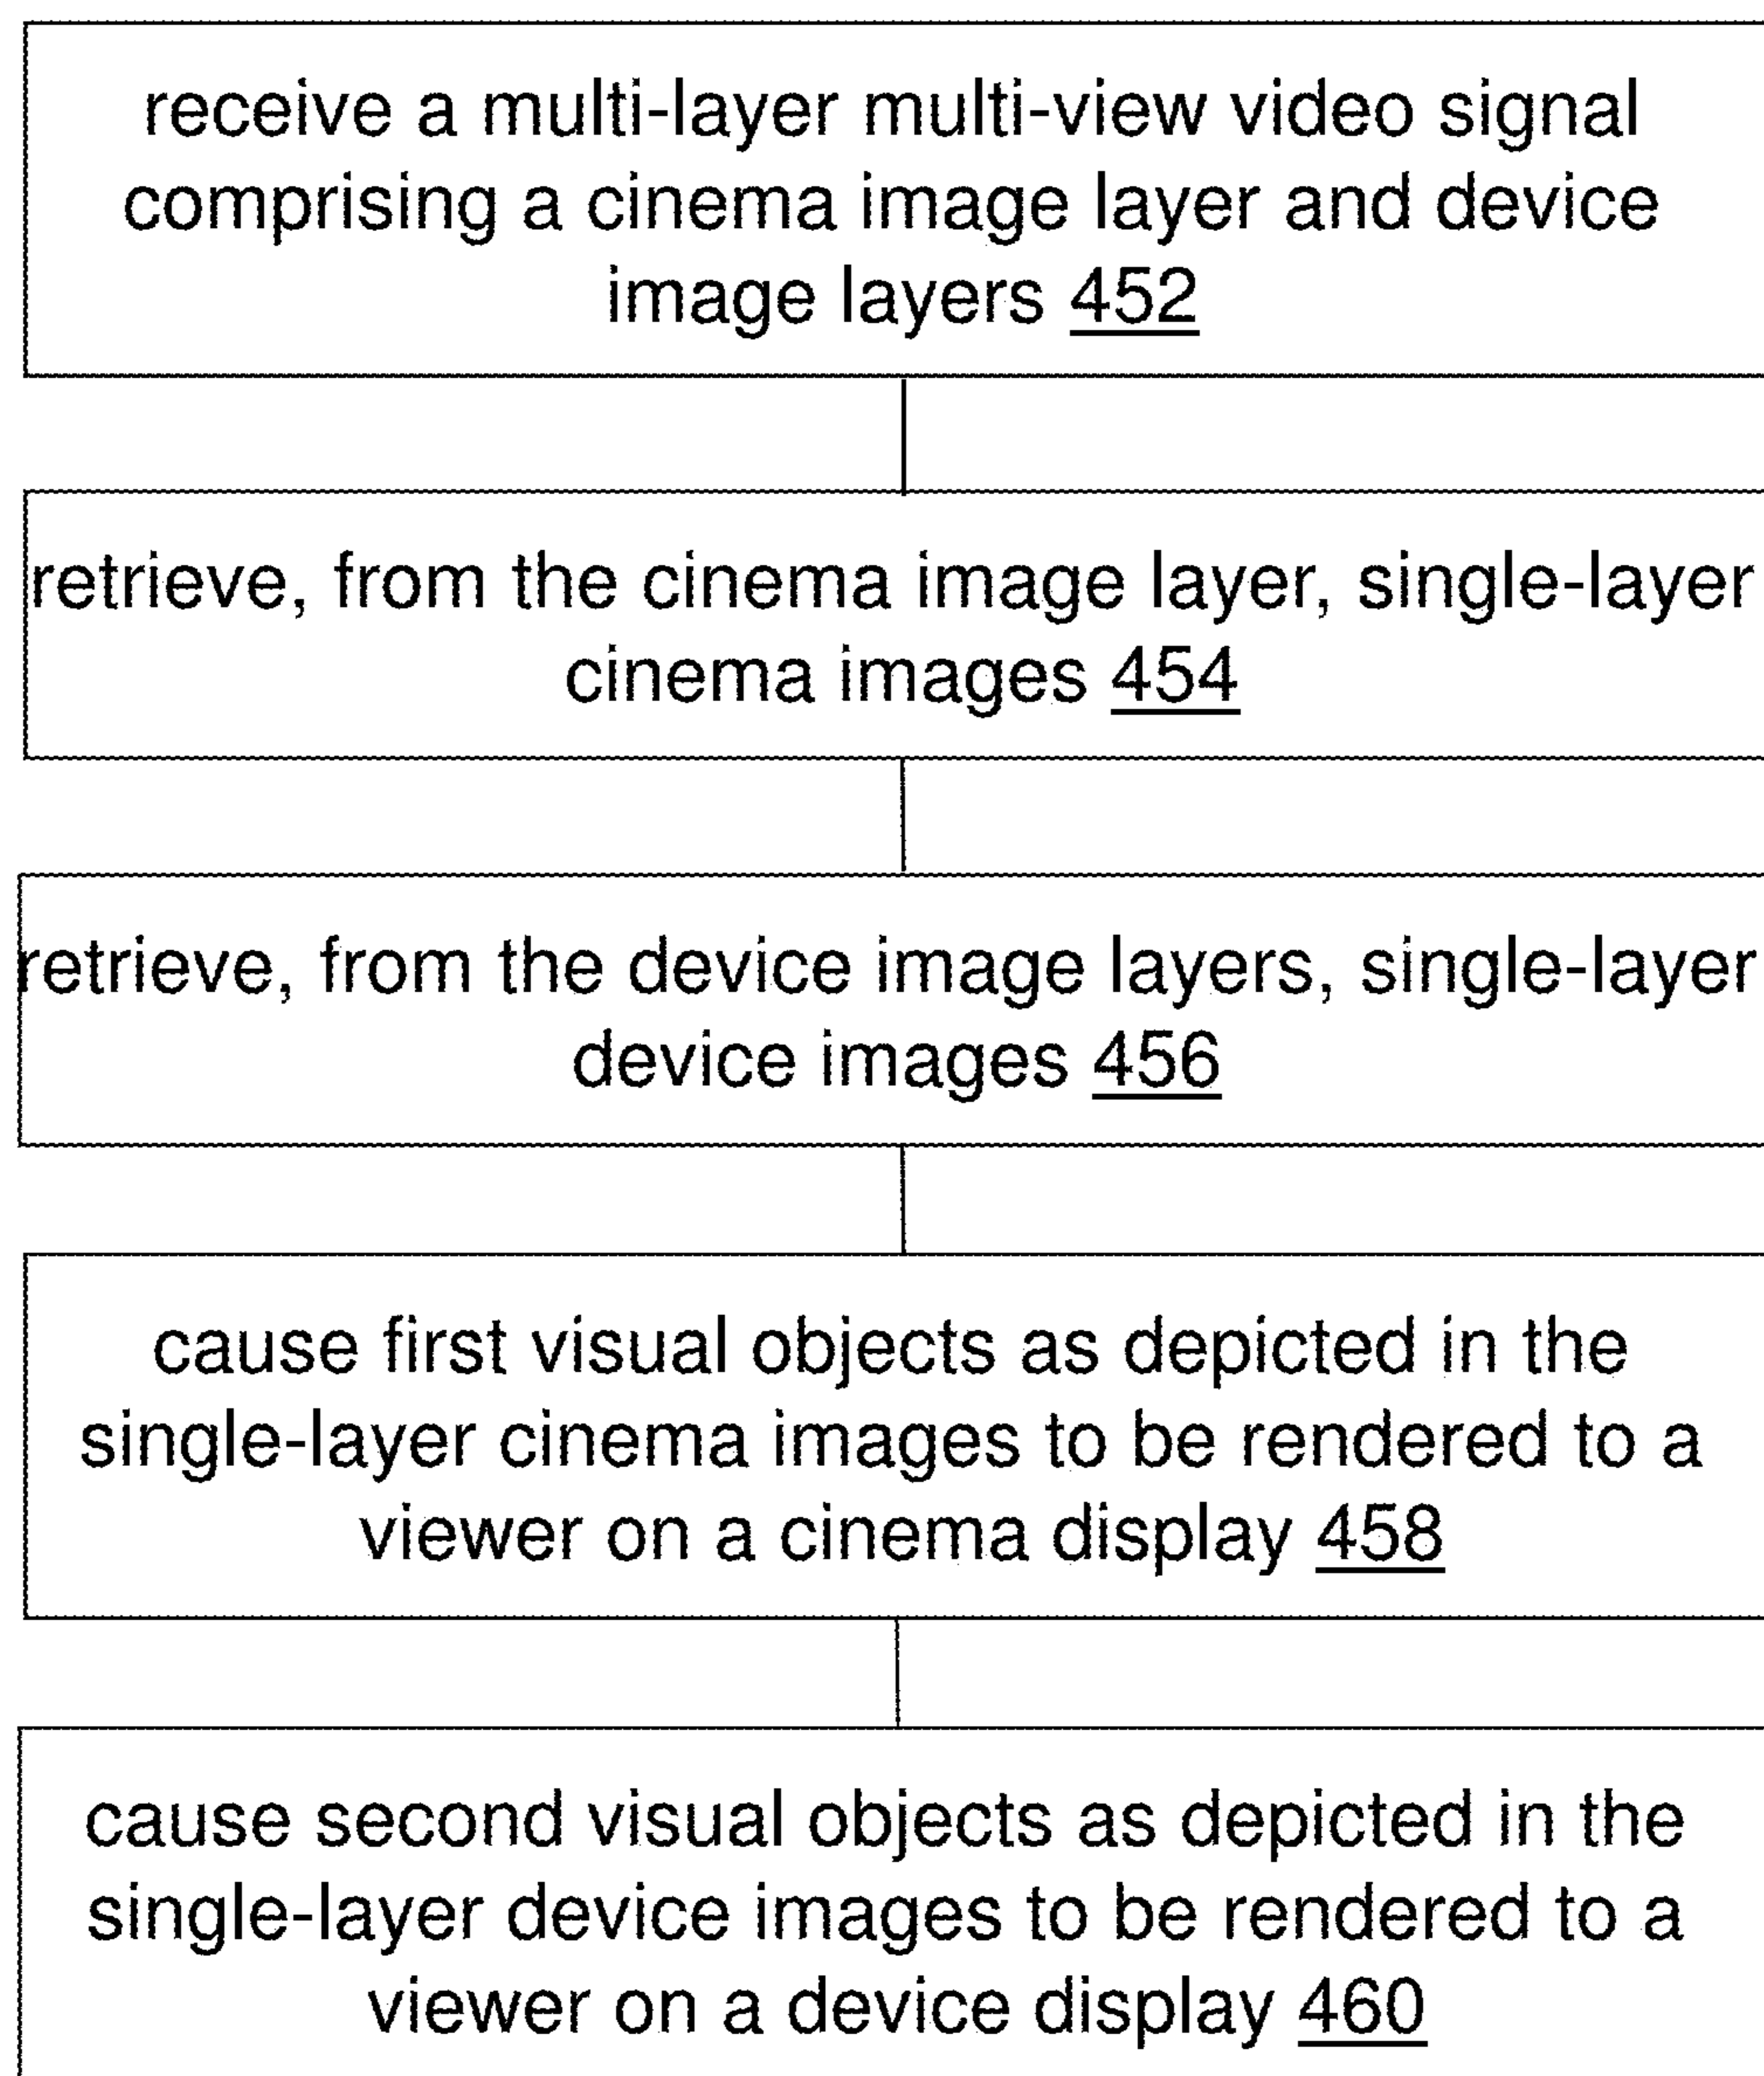 receive a multi-layer multi-view video signal
comprising a cinema image layer and device
image layers 452
retrieve, from the cinema image layer, single-layer
cinema images 454
retrieve, from the device image layers, single-layer
device images 456
cause first visual objects as depicted in the
single-layer cinema images to be rendered to a
viewer on a cinema display 458
cause second visual objects as depicted in the
single-layer device images to be rendered to a
viewer on a device display 460